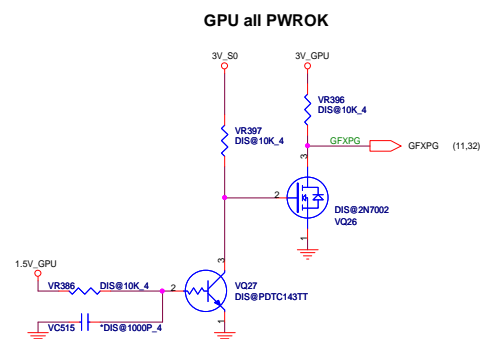 GPU all PWROK
3V_S0
3V_GPU
VR396
DIS@10K_4
VR397
DIS@10K_4
GFXPG
GFXPG (11,32)
3
2
DIS@2N7002
VQ26
1
3
1.5V_GPU
VR386 DIS@10K_4
2
VQ27
DIS@PDTC143TT
VC515 *DIS@1000P_4
1